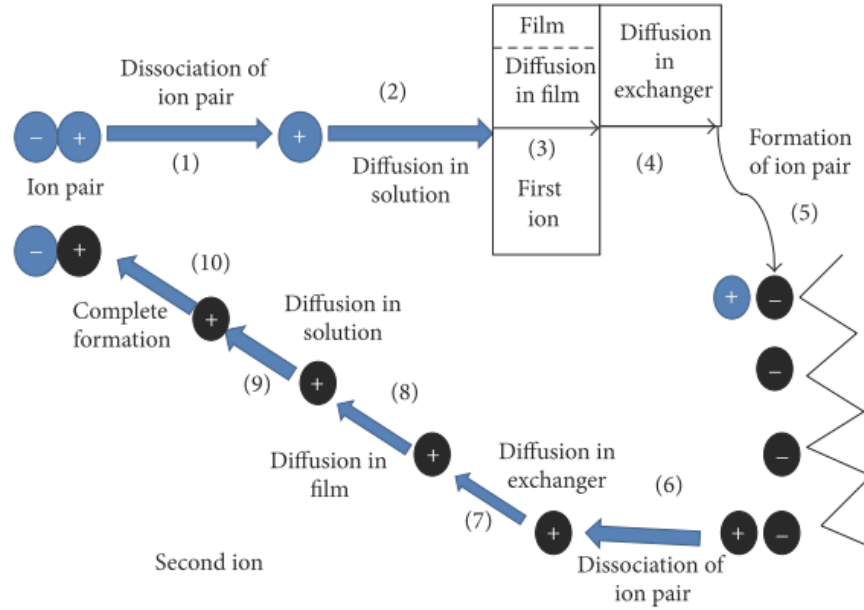 Dissociation of
ion pair
(1)
− +
Ion pair
+
(2)
Diffusion in
solution
Film
Diffusion
in film
(3)
First
ion
Diffusion
in
exchanger
(4)
Formation
of ion pair
(5)
+ −
−
−
+ −
(6)
Dissociation of
ion pair
+
Diffusion in
exchanger
(7)
+
(8)
Diffusion in
film
+
Diffusion in
solution
(9)
+
(10)
Complete
formation
− +
Second ion